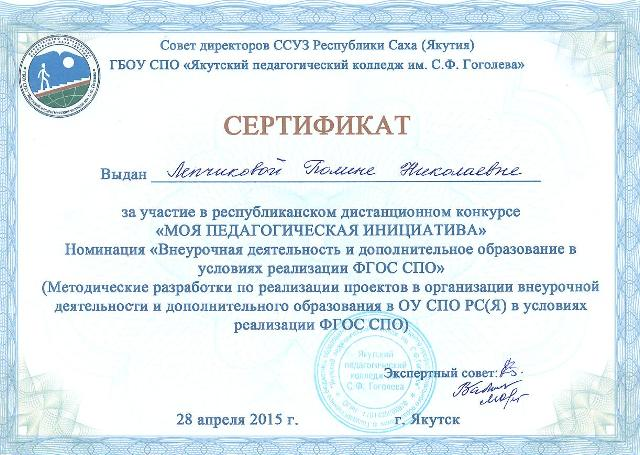 Совет директоров ССУЗ Республики Саха (Якутия)
ГБОУ СПО «Якутский педагогический колледж им. С.Ф. Гоголева»
СЕРТИФИКАТ
Выдан Лепчиковой Полине Николаевне
за участие в республиканском дистанционном конкурсе
«МОЯ ПЕДАГОГИЧЕСКАЯ ИНИЦИАТИВА»
Номинация «Внеурочная деятельность и дополнительное образование в
условиях реализации ФГОС СПО»
(Методические разработки по реализации проектов в организации внеурочной
деятельности и дополнительного образования в ОУ СПО РС(Я) в условиях
реализации ФГОС СПО)
Якутский
педагогический
колледж им.
С.Ф. Гоголева
Экспертный совет:
28 апреля 2015 г. г. Якутск